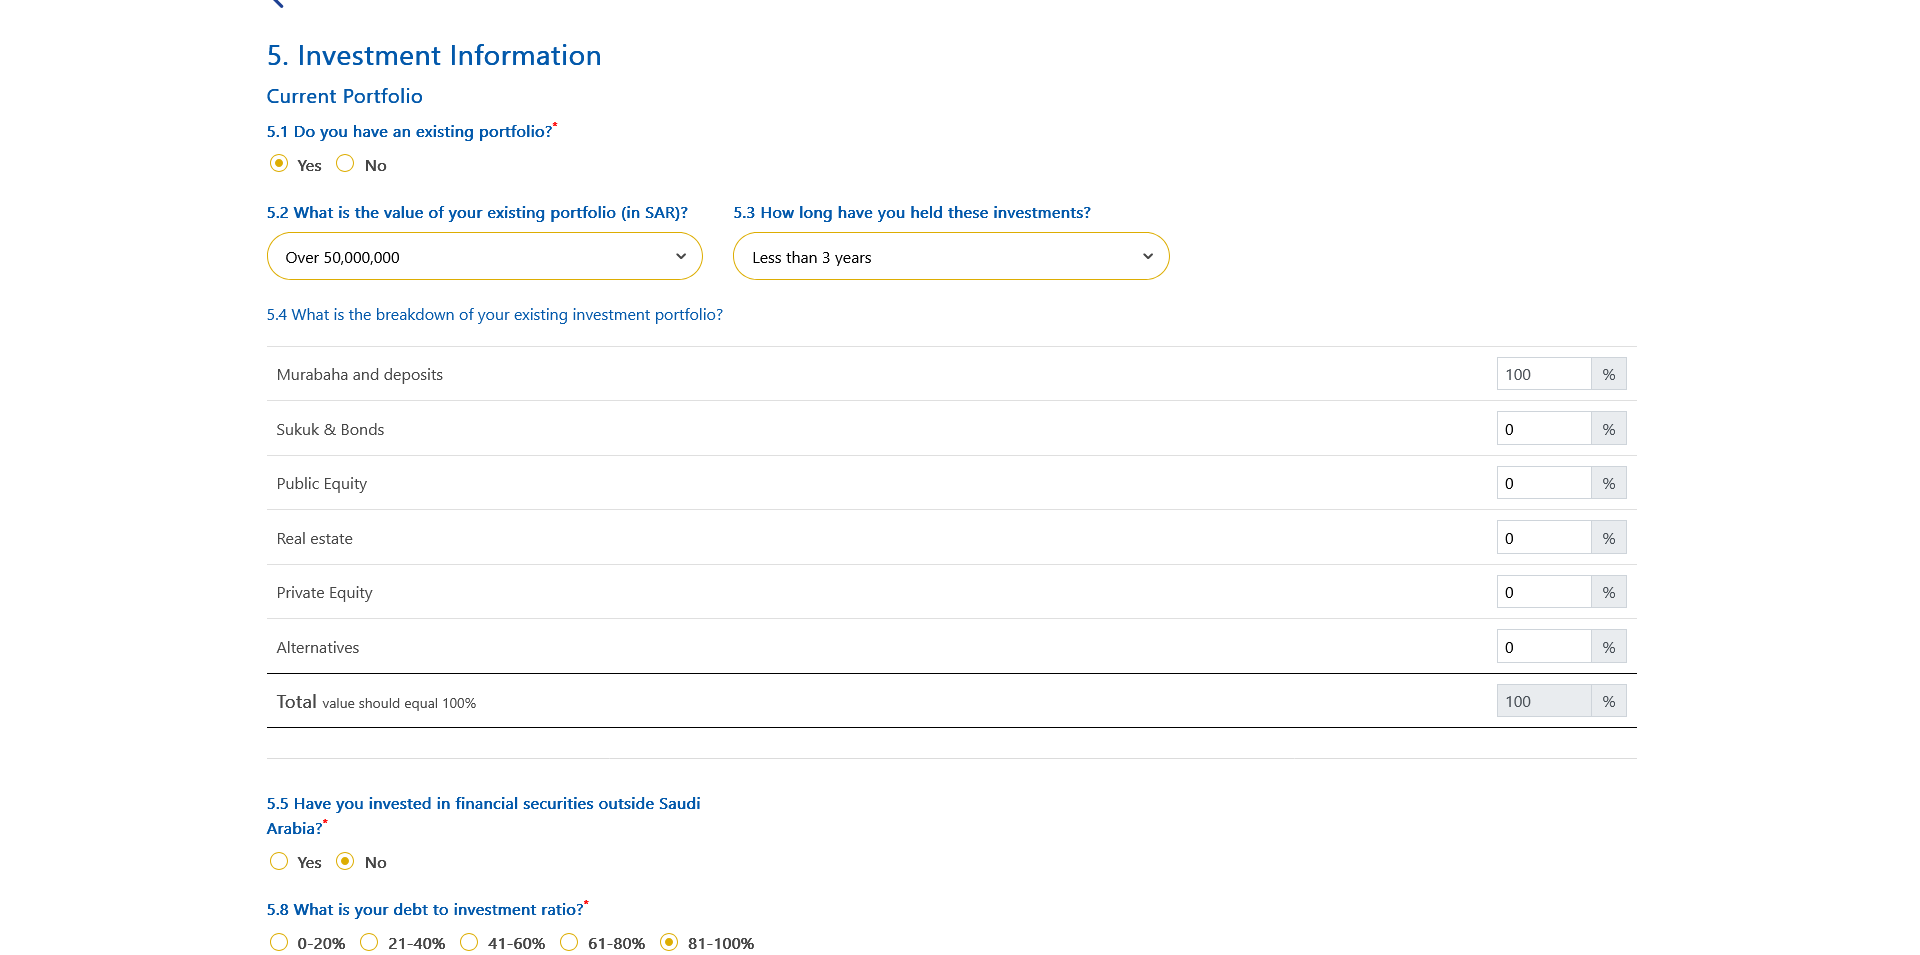 5. Investment Information
Current Portfolio
5.1 Do you have an existing portfolio?*
Yes No
5.2 What is the value of your existing portfolio (in SAR)? 5.3 How long have you held these investments?
Over 50,000,000 Less than 3 years
5.4 What is the breakdown of your existing investment portfolio?
Murabaha and deposits 100 %
Sukuk & Bonds 0 %
Public Equity 0 %
Real estate 0 %
Private Equity 0 %
Alternatives 0 %
Total value should equal 100% 100 %
5.5 Have you invested in financial securities outside Saudi
Arabia?*
Yes No
5.8 What is your debt to investment ratio?*
0-20% 21-40% 41-60% 61-80% 81-100%